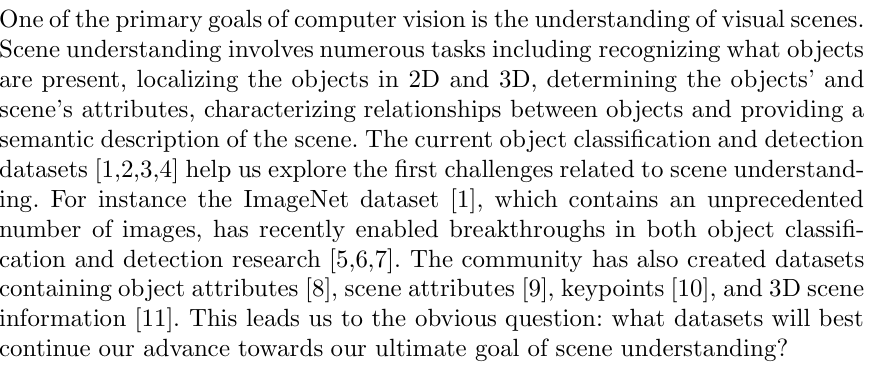 One of the primary goals of computer vision is the understanding of visual scenes.
Scene understanding involves numerous tasks including recognizing what objects
are present, localizing the objects in 2D and 3D, determining the objects' and
scene's attributes, characterizing relationships between objects and providing a
semantic description of the scene. The current object classification and detection
datasets [1,2,3,4] help us explore the first challenges related to scene understand-
ing. For instance the ImageNet dataset [1], which contains an unprecedented
number of images, has recently enabled breakthroughs in both object classifi-
cation and detection research [5,6,7]. The community has also created datasets
containing object attributes [8], scene attributes [9], keypoints [10], and 3D scene
information [11]. This leads us to the obvious question: what datasets will best
continue our advance towards our ultimate goal of scene understanding?